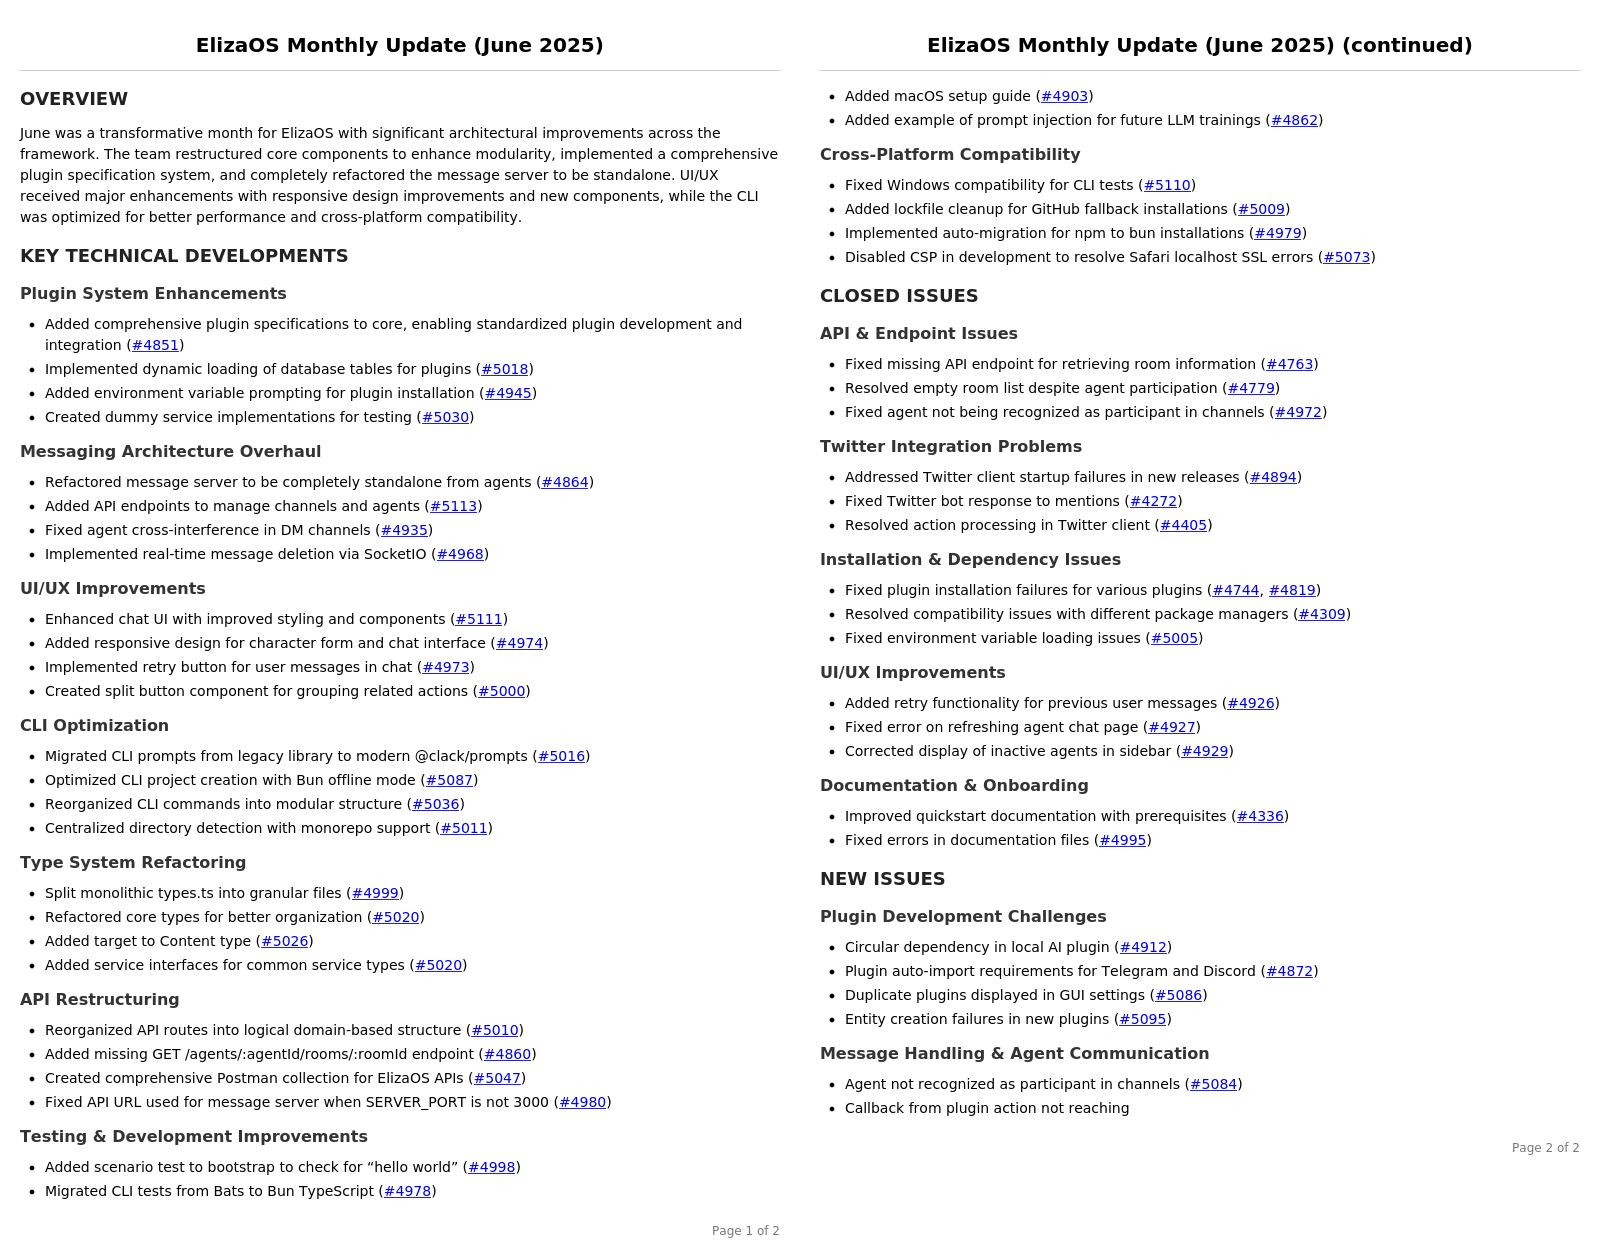 ElizaOS Monthly Update (June 2025)
OVERVIEW
June was a transformative month for ElizaOS with significant architectural improvements across the
framework. The team restructured core components to enhance modularity, implemented a comprehensive
plugin specification system, and completely refactored the message server to be standalone. UI/UX
received major enhancements with responsive design improvements and new components, while the CLI
was optimized for better performance and cross-platform compatibility.
KEY TECHNICAL DEVELOPMENTS
Plugin System Enhancements
• Added comprehensive plugin specifications to core, enabling standardized plugin development and
integration (#4851)
• Implemented dynamic loading of database tables for plugins (#5018)
• Added environment variable prompting for plugin installation (#4945)
• Created dummy service implementations for testing (#5030)
Messaging Architecture Overhaul
• Refactored message server to be completely standalone from agents (#4864)
• Added API endpoints to manage channels and agents (#5113)
• Fixed agent cross-interference in DM channels (#4935)
• Implemented real-time message deletion via SocketIO (#4968)
UI/UX Improvements
• Enhanced chat UI with improved styling and components (#5111)
• Added responsive design for character form and chat interface (#4974)
• Implemented retry button for user messages in chat (#4973)
• Created split button component for grouping related actions (#5000)
CLI Optimization
• Migrated CLI prompts from legacy library to modern @clack/prompts (#5016)
• Optimized CLI project creation with Bun offline mode (#5087)
• Reorganized CLI commands into modular structure (#5036)
• Centralized directory detection with monorepo support (#5011)
Type System Refactoring
• Split monolithic types.ts into granular files (#4999)
• Refactored core types for better organization (#5020)
• Added target to Content type (#5026)
• Added service interfaces for common service types (#5020)
API Restructuring
• Reorganized API routes into logical domain-based structure (#5010)
• Added missing GET /agents/:agentId/rooms/:roomId endpoint (#4860)
• Created comprehensive Postman collection for ElizaOS APIs (#5047)
• Fixed API URL used for message server when SERVER_PORT is not 3000 (#4980)
Testing & Development Improvements
• Added scenario test to bootstrap to check for “hello world” (#4998)
• Migrated CLI tests from Bats to Bun TypeScript (#4978)
Page 1 of 2
ElizaOS Monthly Update (June 2025) (continued)
• Added macOS setup guide (#4903)
• Added example of prompt injection for future LLM trainings (#4862)
Cross-Platform Compatibility
• Fixed Windows compatibility for CLI tests (#5110)
• Added lockfile cleanup for GitHub fallback installations (#5009)
• Implemented auto-migration for npm to bun installations (#4979)
• Disabled CSP in development to resolve Safari localhost SSL errors (#5073)
CLOSED ISSUES
API & Endpoint Issues
• Fixed missing API endpoint for retrieving room information (#4763)
• Resolved empty room list despite agent participation (#4779)
• Fixed agent not being recognized as participant in channels (#4972)
Twitter Integration Problems
• Addressed Twitter client startup failures in new releases (#4894)
• Fixed Twitter bot response to mentions (#4272)
• Resolved action processing in Twitter client (#4405)
Installation & Dependency Issues
• Fixed plugin installation failures for various plugins (#4744, #4819)
• Resolved compatibility issues with different package managers (#4309)
• Fixed environment variable loading issues (#5005)
UI/UX Improvements
• Added retry functionality for previous user messages (#4926)
• Fixed error on refreshing agent chat page (#4927)
• Corrected display of inactive agents in sidebar (#4929)
Documentation & Onboarding
• Improved quickstart documentation with prerequisites (#4336)
• Fixed errors in documentation files (#4995)
NEW ISSUES
Plugin Development Challenges
• Circular dependency in local AI plugin (#4912)
• Plugin auto-import requirements for Telegram and Discord (#4872)
• Duplicate plugins displayed in GUI settings (#5086)
• Entity creation failures in new plugins (#5095)
Message Handling & Agent Communication
• Agent not recognized as participant in channels (#5084)
• Callback from plugin action not reaching
Page 2 of 2